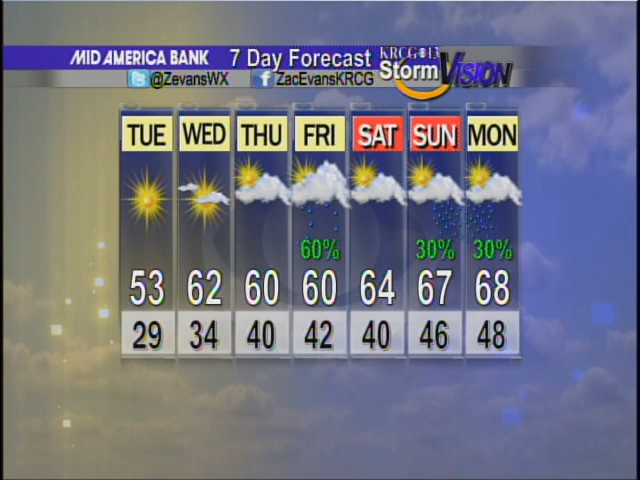 MID AMERICA BANK 7 Day Forecast KRCG 13
StormVISION
@ZevansWX ZacEvansKRCG
TUE WED THU FRI SAT SUN MON
60% 30% 30%
53 62 60 60 64 67 68
29 34 40 42 40 46 48